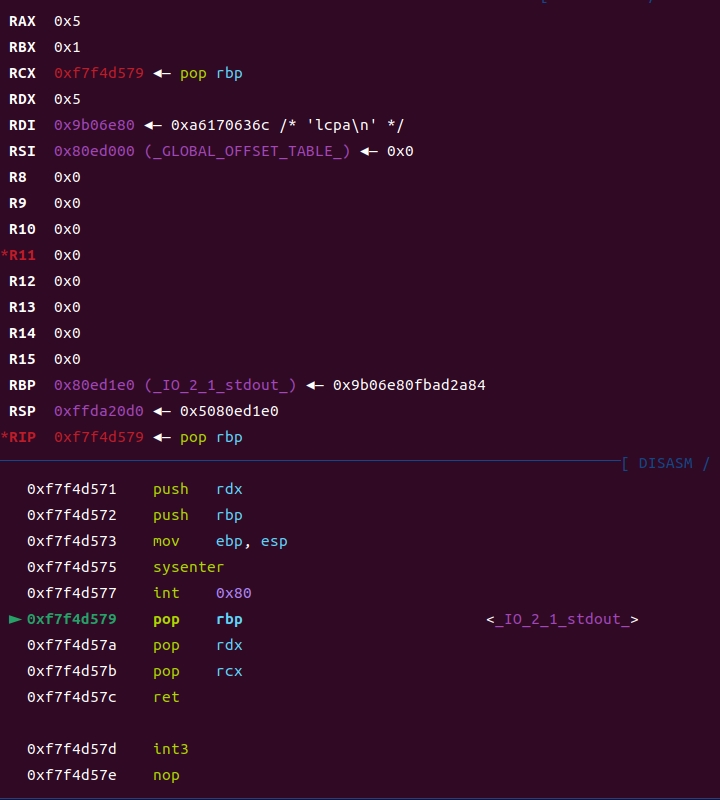 RAX 0x5
RBX 0x1
RCX 0xf7f4d579 ◂— pop rbp
RDX 0x5
RDI 0x9b06e80 ◂— 0xa6170636c /* 'lcpa\n' */
RSI 0x80ed000 (_GLOBAL_OFFSET_TABLE_) ◂— 0x0
R8 0x0
R9 0x0
R10 0x0
*R11 0x0
R12 0x0
R13 0x0
R14 0x0
R15 0x0
RBP 0x80ed1e0 (_IO_2_1_stdout_) ◂— 0x9b06e80fbad2a84
RSP 0xffda20d0 ◂— 0x5080ed1e0
*RIP 0xf7f4d579 ◂— pop rbp
[ DISASM /
0xf7f4d571 push rdx
0xf7f4d572 push rbp
0xf7f4d573 mov ebp, esp
0xf7f4d575 sysenter
0xf7f4d577 int 0x80
► 0xf7f4d579 pop rbp <_IO_2_1_stdout_>
0xf7f4d57a pop rdx
0xf7f4d57b pop rcx
0xf7f4d57c ret
0xf7f4d57d int3
0xf7f4d57e nop